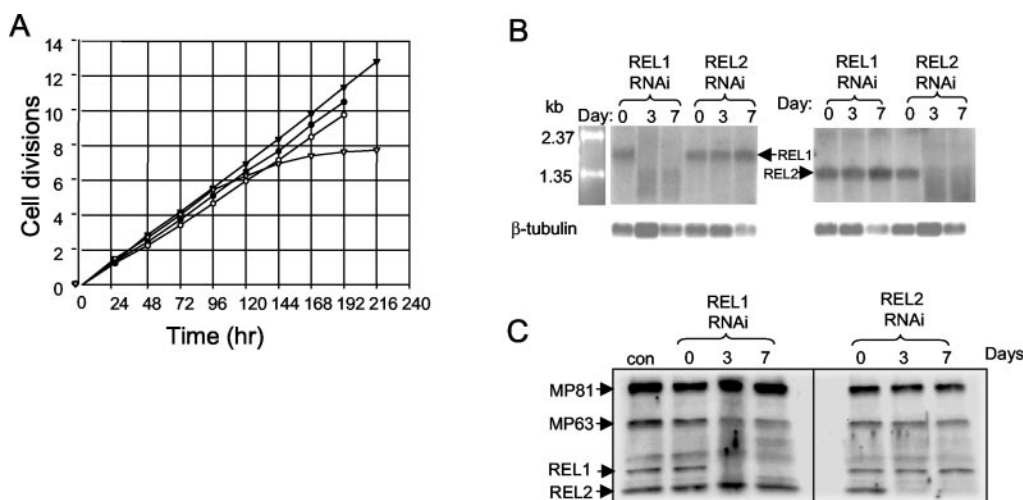 A
Cell divisions
14
12
10
8
6
4
2
0
0 24 48 72 96 120 144 168 192 216 240
Time (hr)
B
REL1 RNAi
REL2 RNAi
kb
Day:
0 3 7 0 3 7
2.37
1.35
REL1
REL1 RNAi
REL2 RNAi
Day:
0 3 7 0 3 7
REL2
β-tubulin
C
REL1 RNAi
REL2 RNAi
con 0 3 7 0 3 7 Days
MP81
MP63
REL1
REL2